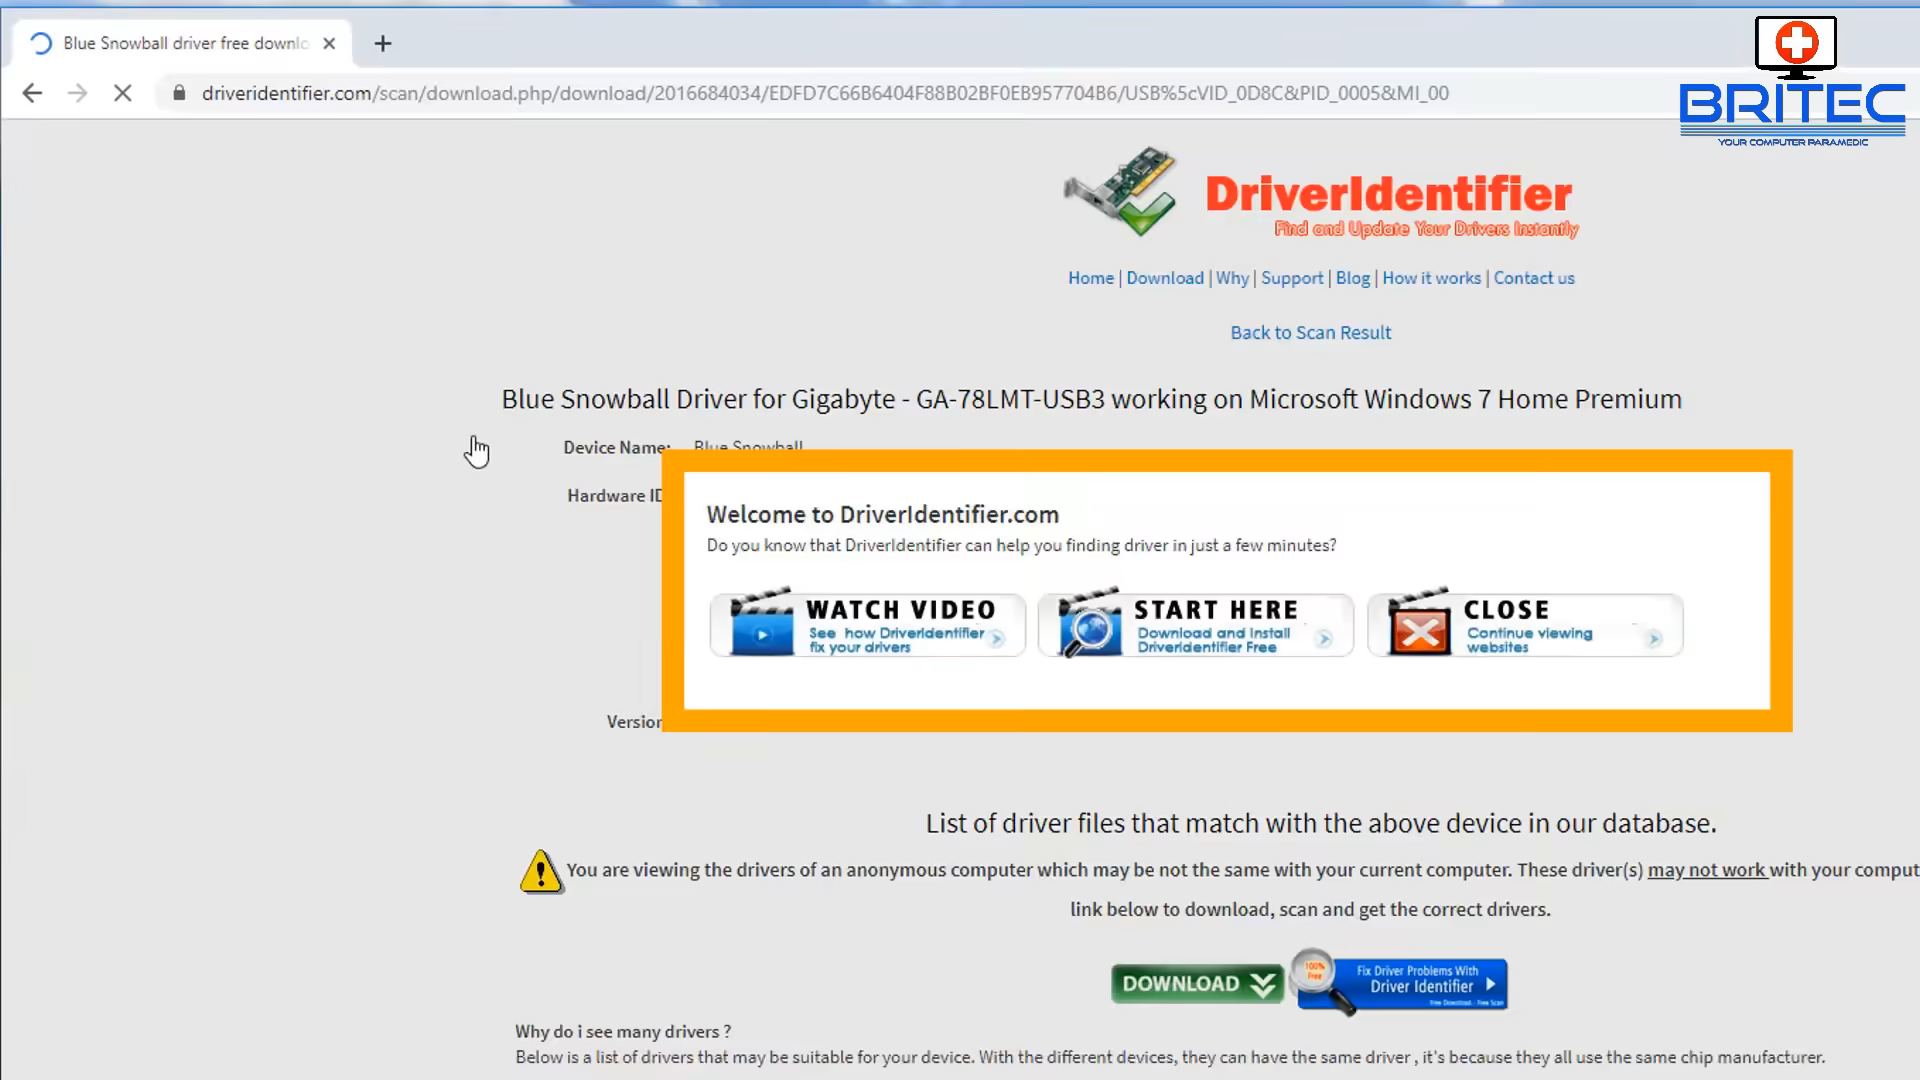 Blue Snowball driver free downlo
BRITEC
YOUR COMPUTER PARAMEDIC
driveridentifier.com/scan/download.php/download/2016684034/EDFD7C66B6404F88B02BF0EB957704B6/USB%5cVID_0D8C&PID_0005&MI_00
DriverIdentifier
Find and Update Your Drivers Instantly
Home | Download | Why | Support | Blog | How it works | Contact us
Back to Scan Result
Blue Snowball Driver for Gigabyte - GA-78LMT-USB3 working on Microsoft Windows 7 Home Premium
Device Name: Blue Snowball
Hardware ID
Welcome to DriverIdentifier.com
Do you know that DriverIdentifier can help you finding driver in just a few minutes?
WATCH VIDEO
See how DriverIdentifier
fix your drivers
START HERE
Download and Install
DriverIdentifier Free
CLOSE
Continue viewing
websites
Version
List of driver files that match with the above device in our database.
You are viewing the drivers of an anonymous computer which may be not the same with your current computer. These driver(s) may not work with your comput
link below to download, scan and get the correct drivers.
DOWNLOAD
100%
Free
Fix Driver Problems With
Driver Identifier
Free Download - Free Scan
Why do i see many drivers ?
Below is a list of drivers that may be suitable for your device. With the different devices, they can have the same driver , it's because they all use the same chip manufacturer.